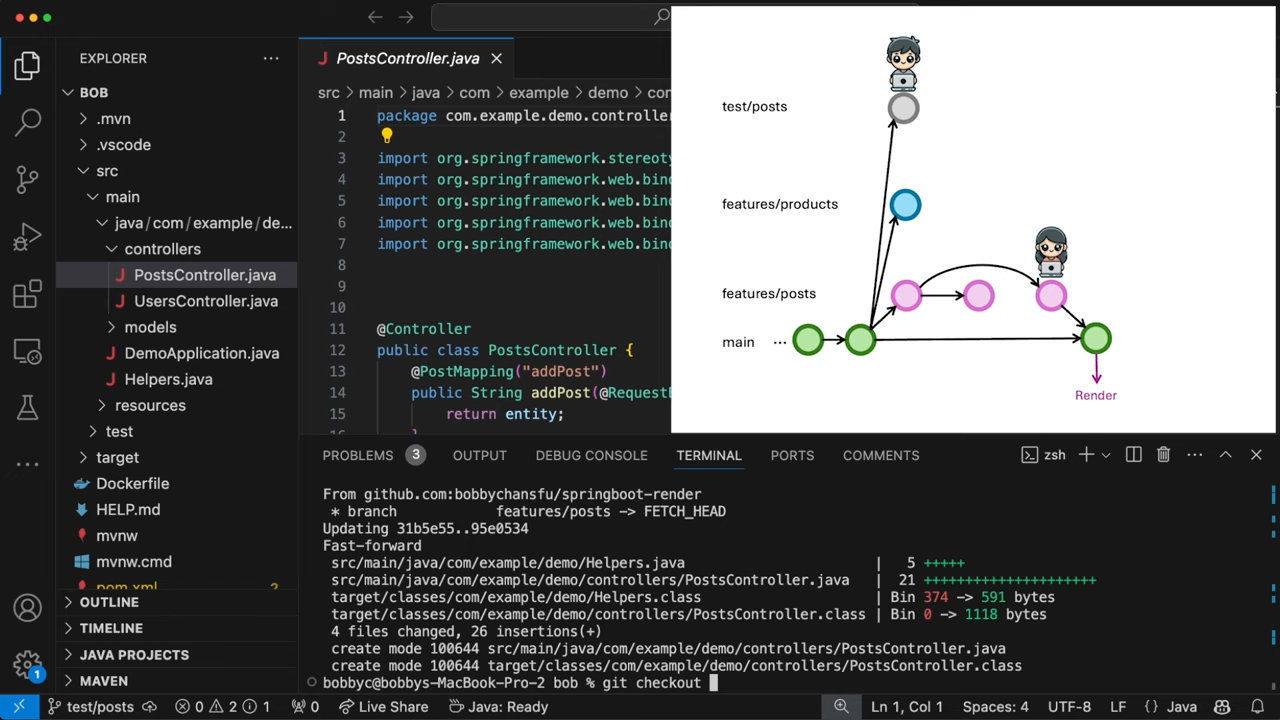 EXPLORER
BOB
.mvn
.vscode
src
main
java/com/example/de...
controllers
PostsController.java
UsersController.java
models
DemoApplication.java
Helpers.java
resources
test
target
Dockerfile
HELP.md
mvnw
mvnw.cmd
pom.xml 2
OUTLINE
TIMELINE
JAVA PROJECTS
MAVEN
PostsController.java
src main java com example demo
1 package com.example.demo.controller
2
3 import org.springframework.stereoty
4 import org.springframework.web.bind
5 import org.springframework.web.bind
6 import org.springframework.web.bind
7 import org.springframework.web.bind
8
9
10
11 @Controller
12 public class PostsController {
13 @PostMapping("addPost")
14 public String addPost(@Reques
15 return entity;
16 }
test/posts
features/products
features/posts
main ...
Render
PROBLEMS 3 OUTPUT DEBUG CONSOLE TERMINAL PORTS COMMENTS zsh
From github.com:bobbychansfu/springboot-render
* branch features/posts -> FETCH_HEAD
Updating 31b5e55..95e0534
Fast-forward
src/main/java/com/example/demo/Helpers.java | 5 +++++
src/main/java/com/example/demo/controllers/PostsController.java | 21 +++++++++++++++++++++
target/classes/com/example/demo/Helpers.class | Bin 374 -> 591 bytes
target/classes/com/example/demo/controllers/PostsController.class | Bin 0 -> 1118 bytes
4 files changed, 26 insertions(+)
create mode 100644 src/main/java/com/example/demo/controllers/PostsController.java
create mode 100644 target/classes/com/example/demo/controllers/PostsController.class
bobbyc@bobbys-MacBook-Pro-2 bob % git checkout
1
test/posts 0 2 1 0 Live Share Java: Ready Ln 1, Col 1 Spaces: 4 UTF-8 LF {} Java